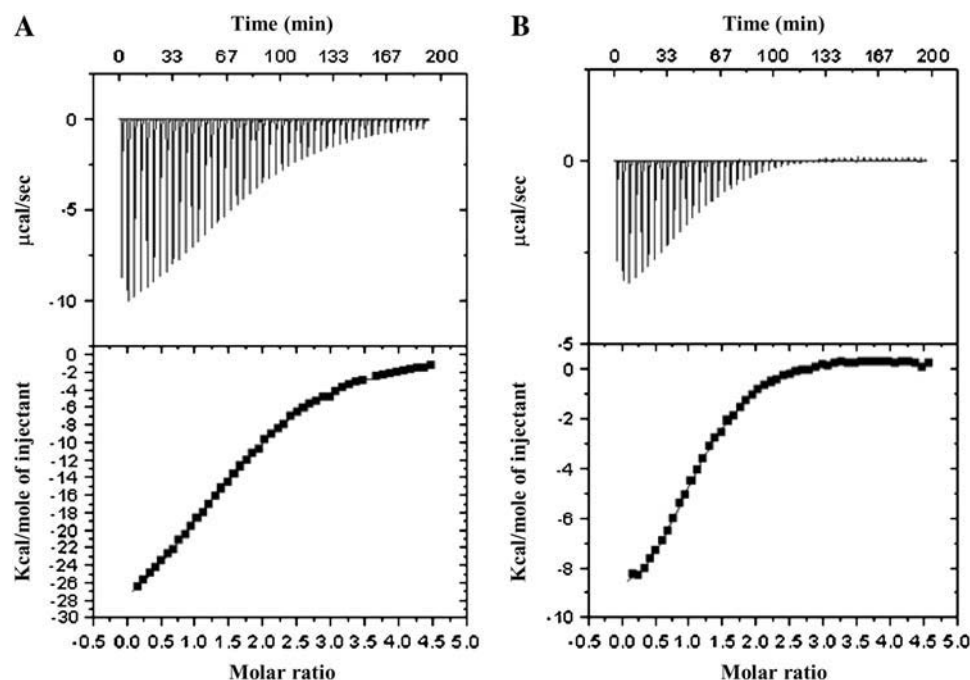 A
Time (min)
0 33 67 100 133 167 200
0
-5
-10
µcal/sec
0
-2
-4
-6
-8
-10
-12
-14
-16
-18
-20
-22
-24
-26
-28
-30
Kcal/mole of injectant
-0.5 0.0 0.5 1.0 1.5 2.0 2.5 3.0 3.5 4.0 4.5 5.0
Molar ratio
B
Time (min)
0 33 67 100 133 167 200
0
-5
µcal/sec
0
-2
-4
-6
-8
-10
Kcal/mole of injectant
-0.5 0.0 0.5 1.0 1.5 2.0 2.5 3.0 3.5 4.0 4.5 5.0
Molar ratio